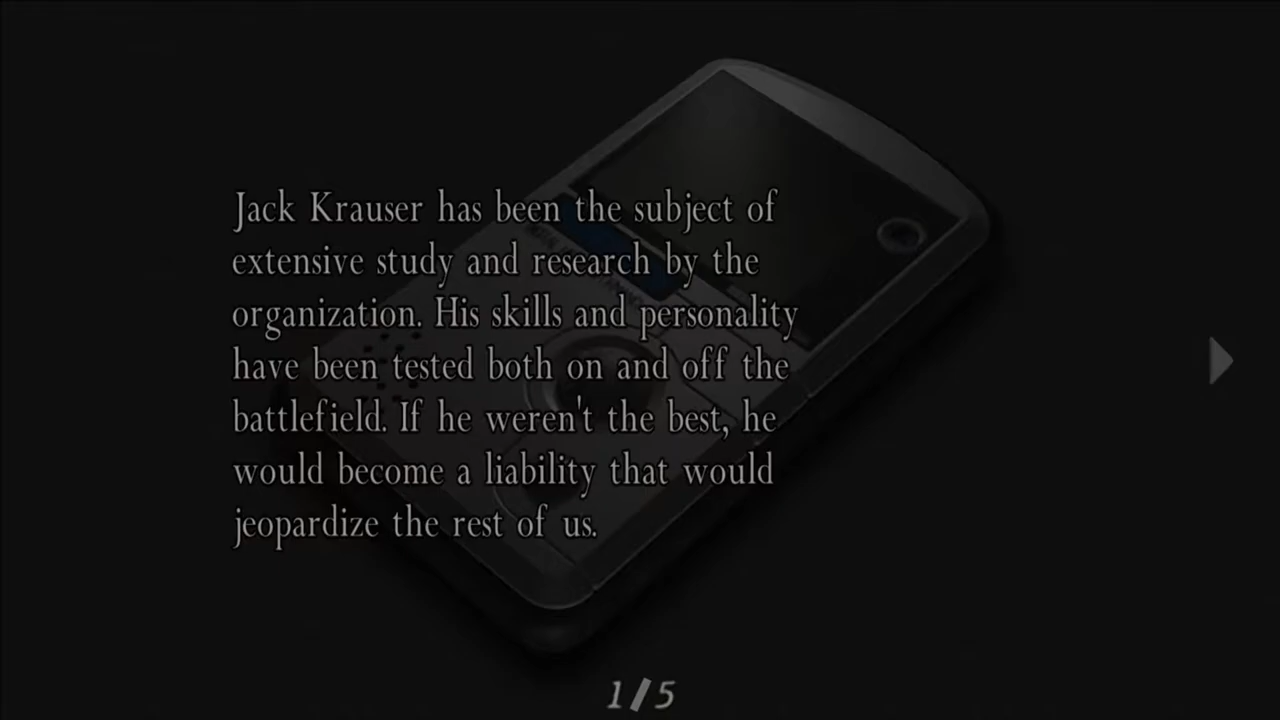 Jack Krauser has been the subject of
extensive study and research by the
organization. His skills and personality
have been tested both on and off the
battlefield. If he weren't the best, he
would become a liability that would
jeopardize the rest of us.
1/5